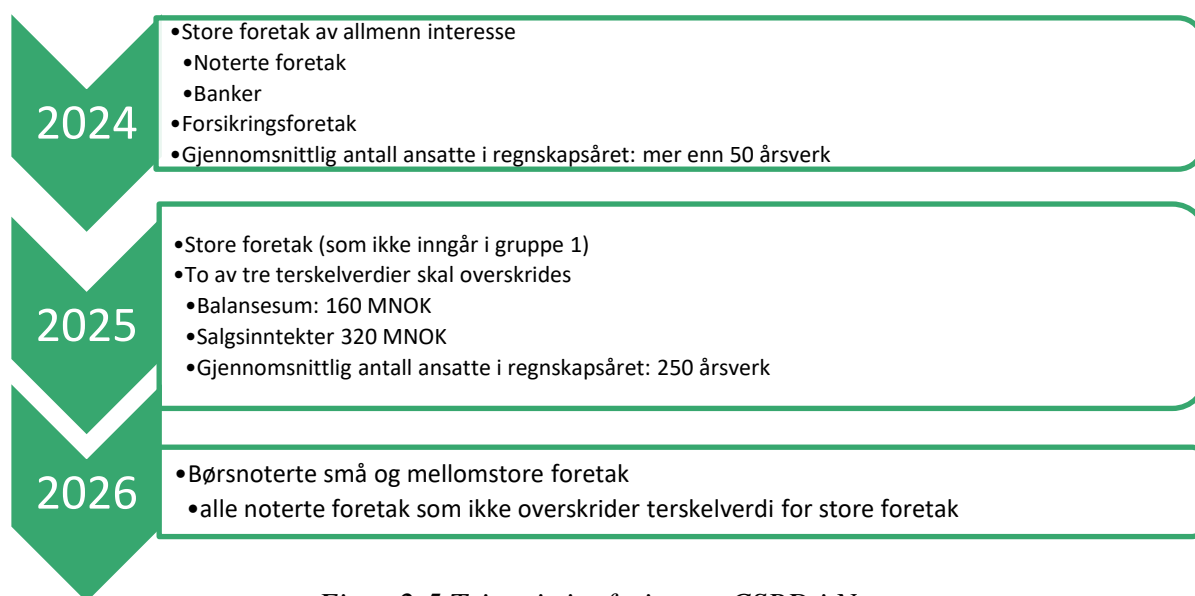 2024
•Store foretak av allmenn interesse
•Noterte foretak
•Banker
•Forsikringsforetak
•Gjennomsnittlig antall ansatte i regnskapsåret: mer enn 50 årsverk
2025
•Store foretak (som ikke inngår i gruppe 1)
•To av tre terskelverdier skal overskrides
•Balansesum: 160 MNOK
•Salgsinntekter 320 MNOK
•Gjennomsnittlig antall ansatte i regnskapsåret: 250 årsverk
2026
•Børsnoterte små og mellomstore foretak
•alle noterte foretak som ikke overskrider terskelverdi for store foretak